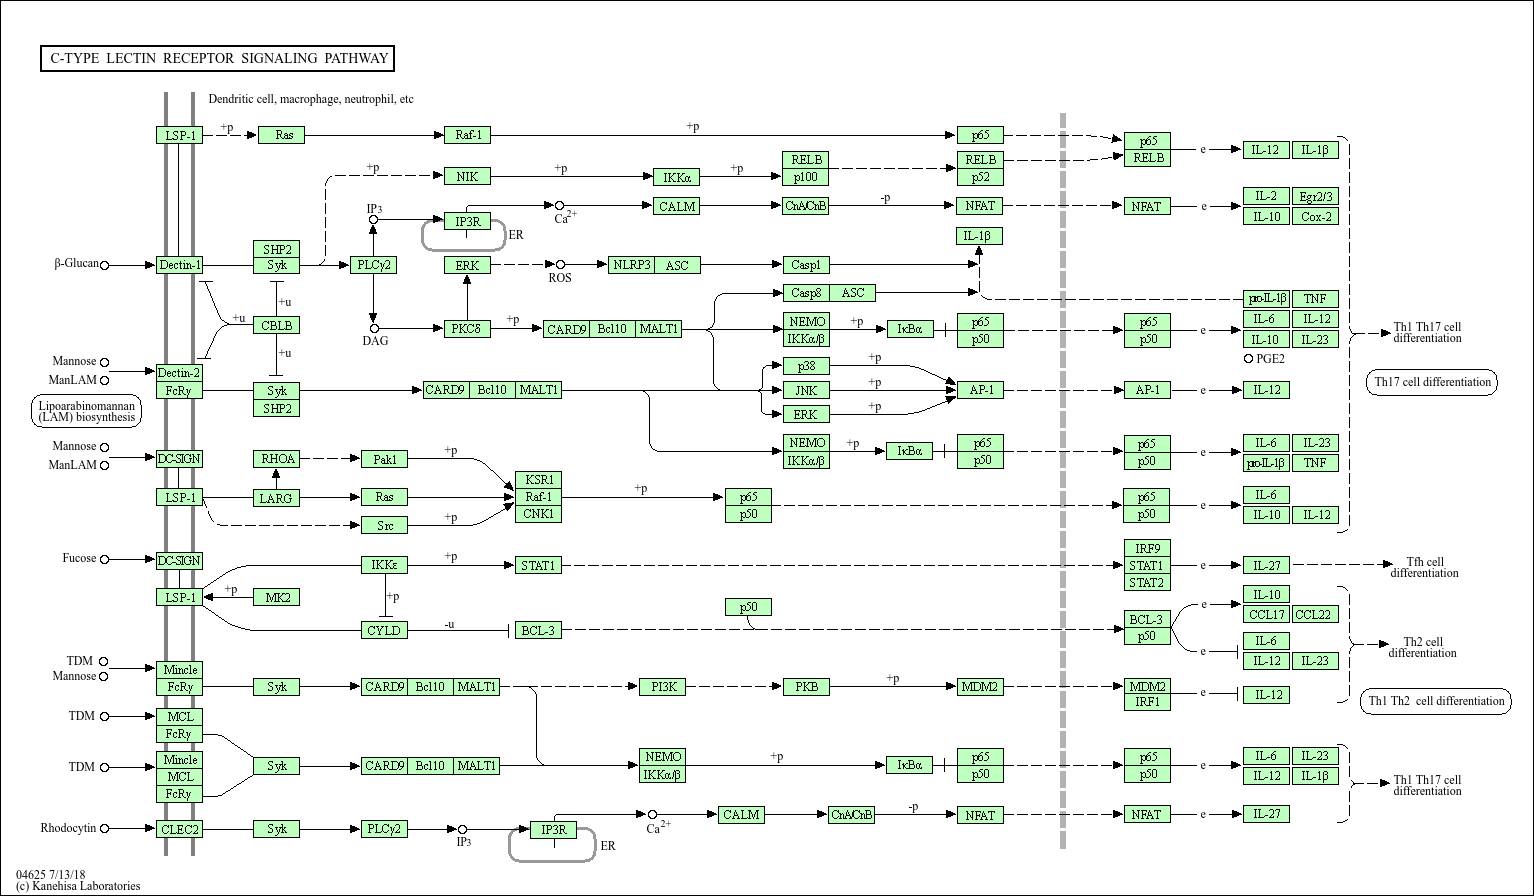 C-TYPE LECTIN RECEPTOR SIGNALING PATHWAY
Dendritic cell, macrophage, neutrophil, etc
LSP-1 +p Ras Raf-1 +p p65 p65
RELB e IL-12 IL-1β
+p NIK +p IKKα +p RELB
p100 RELB
p52
IP3 IP3R ER Ca2+ CALM CnA/CnB -p NFAT NFAT e IL-2 Egr2/3
IL-10 Cox-2
IL-1β
β-Glucan Dectin-1 SHP2
Syk PLCγ2 ERK ROS NLRP3 ASC Casp1
Casp8 ASC
+u CBLB +u +u
DAG PKCδ +p CARD9 Bcl10 MALT1 NEMO
IKKα/β +p IκBα p65
p50 p65
p50 e pro-IL-1β TNF
IL-6 IL-12
IL-10 IL-23
PGE2
Th1 Th17 cell
differentiation
Th17 cell differentiation
Mannose
ManLAM
Lipoarabinomannan
(LAM) biosynthesis
Dectin-2
FcRγ Syk
SHP2 CARD9 Bcl10 MALT1
p38 +p
JNK +p
ERK +p
AP-1 AP-1 e IL-12
Mannose
ManLAM
DC-SIGN RHOA Pak1 +p
NEMO
IKKα/β +p IκBα p65
p50 p65
p50 e IL-6 IL-23
pro-IL-1β TNF
LSP-1 LARG Ras KSR1
Raf-1
CNK1 +p p65
p50 p65
p50 e IL-6
IL-10 IL-12
Src +p
Fucose DC-SIGN IKKε +p STAT1 IRF9
STAT1
STAT2 e IL-27 Tfh cell
differentiation
LSP-1 +p MK2 +p
CYLD -u BCL-3 p50 BCL-3
p50 e IL-10
CCL17 CCL22
e IL-6
IL-12 IL-23
Th2 cell
differentiation
TDM
Mannose
Mincle
FcRγ Syk CARD9 Bcl10 MALT1 PI3K PKB +p MDM2 MDM2
IRF1 e IL-12
Th1 Th2 cell differentiation
TDM MCL
FcRγ
TDM Mincle
MCL
FcRγ Syk CARD9 Bcl10 MALT1 NEMO
IKKα/β +p IκBα p65
p50 p65
p50 e IL-6 IL-23
IL-12 IL-1β
Th1 Th17 cell
differentiation
Rhodocytin CLEC2 Syk PLCγ2 IP3 IP3R ER Ca2+ CALM CnA/CnB -p NFAT NFAT e IL-27
04625 7/13/18
(c) Kanehisa Laboratories